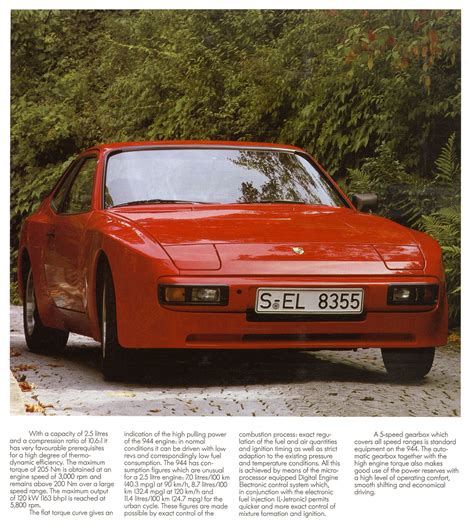 S-EL 8355
With a capacity of 2.5 litres
and a compression ratio of 10.6:1 it
has very favourable prerequisites
for a high degree of thermo-
dynamic efficiency. The maximum
torque of 205 Nm is obtained at an
engine speed of 3,000 rpm and
remains above 200 Nm over a large
speed range. The maximum output
of 120 kW (163 bhp) is reached at
5,800 rpm.
The flat torque curve gives an
indication of the high pulling power
of the 944 engine: in normal
conditions it can be driven with low
revs and correspondingly low fuel
consumption. The 944 has con-
sumption figures which are unusual
for a 2.5 litre engine: 7.0 litres/100 km
(40.3 mpg) at 90 km/h, 8.7 litres/100
km (32.4 mpg) at 120 km/h and
11.4 litres/100 km (24.7 mpg) for the
urban cycle. These figures are made
possible by exact control of the
combustion process: exact regu-
lation of the fuel and air quantities
and ignition timing as well as strict
adaption to the existing pressure
and temperature conditions. All this
is achieved by means of the micro-
processor equipped Digital Engine
Electronic control system which,
in conjunction with the electronic
fuel injection (L-Jetronic) permits
quicker and more exact control of
mixture formation and ignition.
A 5-speed gearbox which
covers all speed ranges is standard
equipment on the 944. The auto-
matic gearbox together with the
high engine torque also makes
good use of the power reserves with
a high level of operating comfort,
smooth shifting and economical
driving.